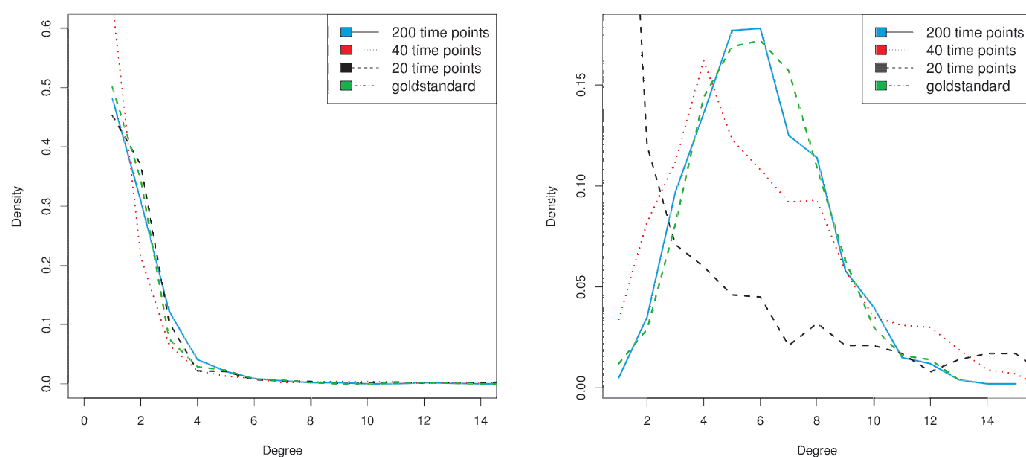 200 time points
40 time points
20 time points
goldstandard
0.6
0.5
0.4
0.3
0.2
0.1
0.0
Density
0 2 4 6 8 10 12 14
Degree
200 time points
40 time points
20 time points
goldstandard
0.15
0.10
0.05
0.00
Density
2 4 6 8 10 12 14
Degree